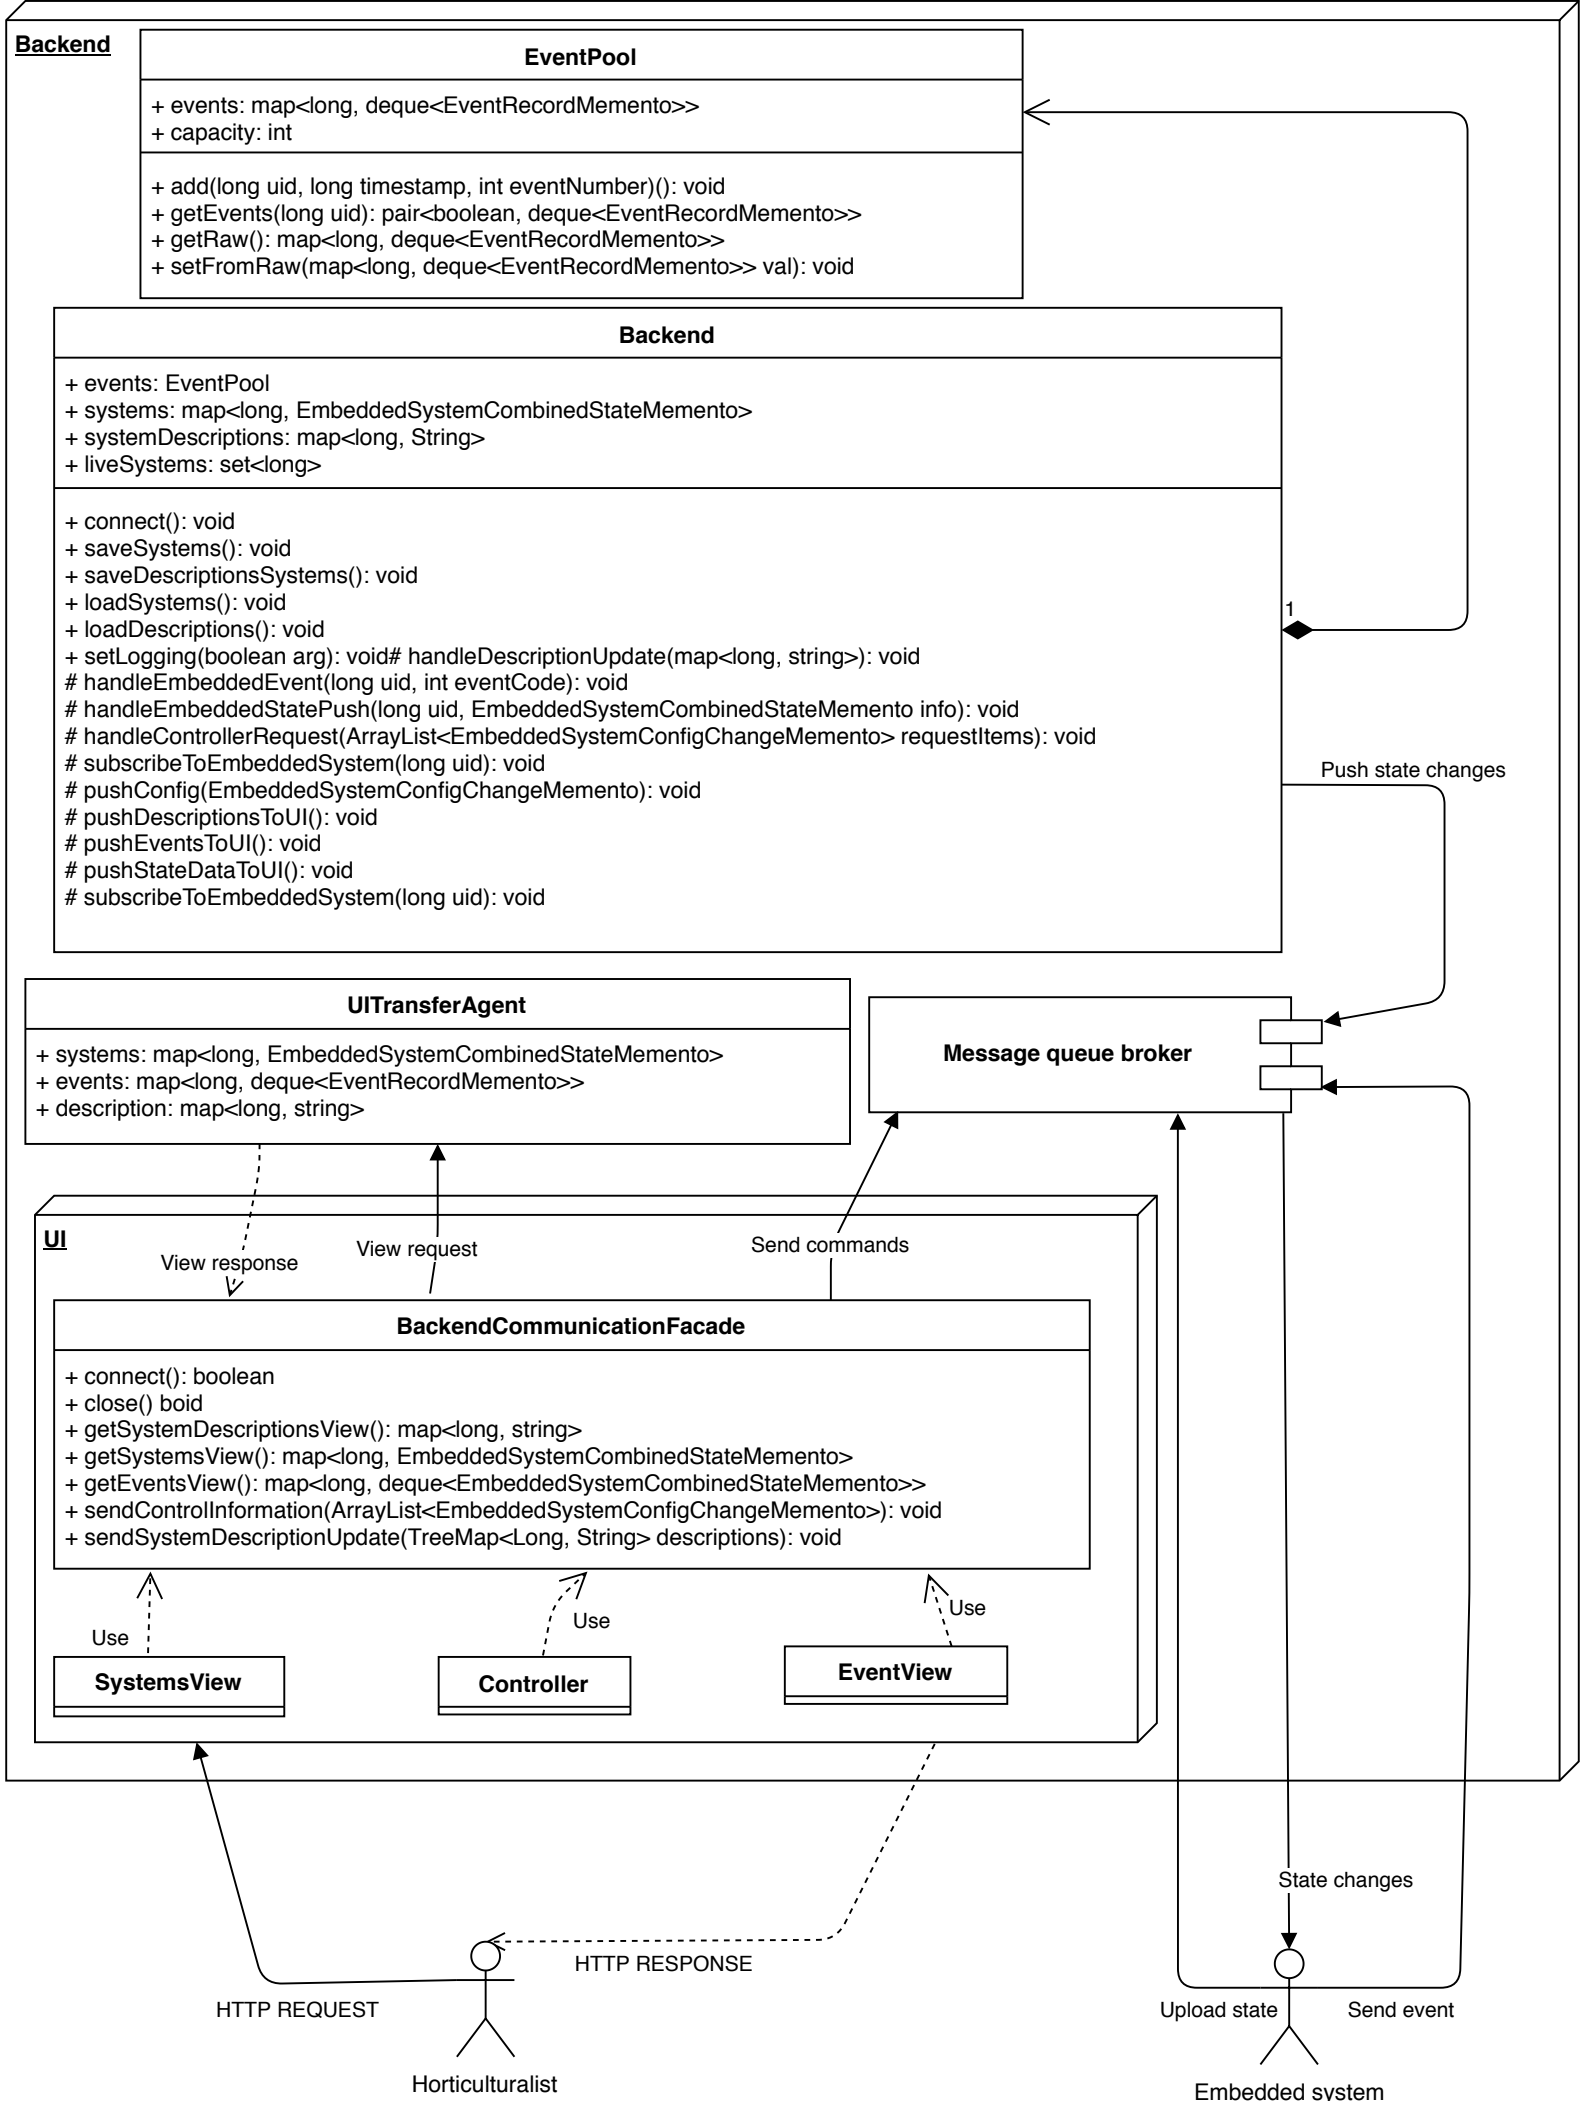 Backend
EventPool
+ events: map<long, deque<EventRecordMemento>>
+ capacity: int
+ add(long uid, long timestamp, int eventNumber)(): void
+ getEvents(long uid): pair<boolean, deque<EventRecordMemento>>
+ getRaw(): map<long, deque<EventRecordMemento>>
+ setFromRaw(map<long, deque<EventRecordMemento>> val): void
Backend
+ events: EventPool
+ systems: map<long, EmbeddedSystemCombinedStateMemento>
+ systemDescriptions: map<long, String>
+ liveSystems: set<long>
+ connect(): void
+ saveSystems(): void
+ saveDescriptionsSystems(): void
+ loadSystems(): void
+ loadDescriptions(): void
+ setLogging(boolean arg): void# handleDescriptionUpdate(map<long, string>): void
# handleEmbeddedEvent(long uid, int eventCode): void
# handleEmbeddedStatePush(long uid, EmbeddedSystemCombinedStateMemento info): void
# handleControllerRequest(ArrayList<EmbeddedSystemConfigChangeMemento> requestItems): void
# subscribeToEmbeddedSystem(long uid): void
# pushConfig(EmbeddedSystemConfigChangeMemento): void
# pushDescriptionsToUI(): void
# pushEventsToUI(): void
# pushStateDataToUI(): void
# subscribeToEmbeddedSystem(long uid): void
1
Push state changes
UITransferAgent
+ systems: map<long, EmbeddedSystemCombinedStateMemento>
+ events: map<long, deque<EventRecordMemento>>
+ description: map<long, string>
Message queue broker
UI
View response
View request
Send commands
BackendCommunicationFacade
+ connect(): boolean
+ close() boid
+ getSystemDescriptionsView(): map<long, string>
+ getSystemsView(): map<long, EmbeddedSystemCombinedStateMemento>
+ getEventsView(): map<long, deque<EmbeddedSystemCombinedStateMemento>>
+ sendControlInformation(ArrayList<EmbeddedSystemConfigChangeMemento>): void
+ sendSystemDescriptionUpdate(TreeMap<Long, String> descriptions): void
Use
Use
Use
SystemsView
Controller
EventView
State changes
HTTP RESPONSE
HTTP REQUEST
Upload state
Send event
Horticulturalist
Embedded system